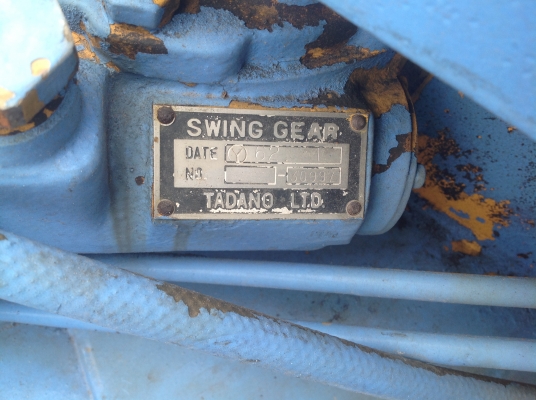 SWING GEAR
DATE
NO.
TADANO LTD.